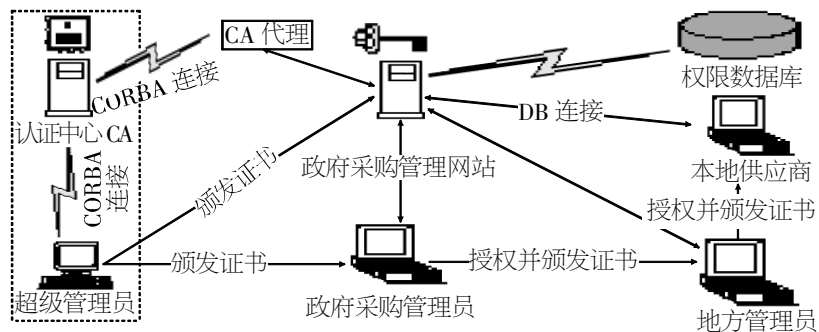 CA 代理
CORBA 连接
权限数据库
认证中心 CA
DB 连接
CORBA
连接
颁发证书
政府采购管理网站
本地供应商
授权并颁发证书
颁发证书
授权并颁发证书
超级管理员
政府采购管理员
地方管理员